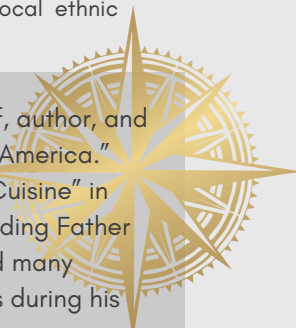 ocal ethnic
, author, and
America.”
Cuisine” in
ding Father
many
s during his